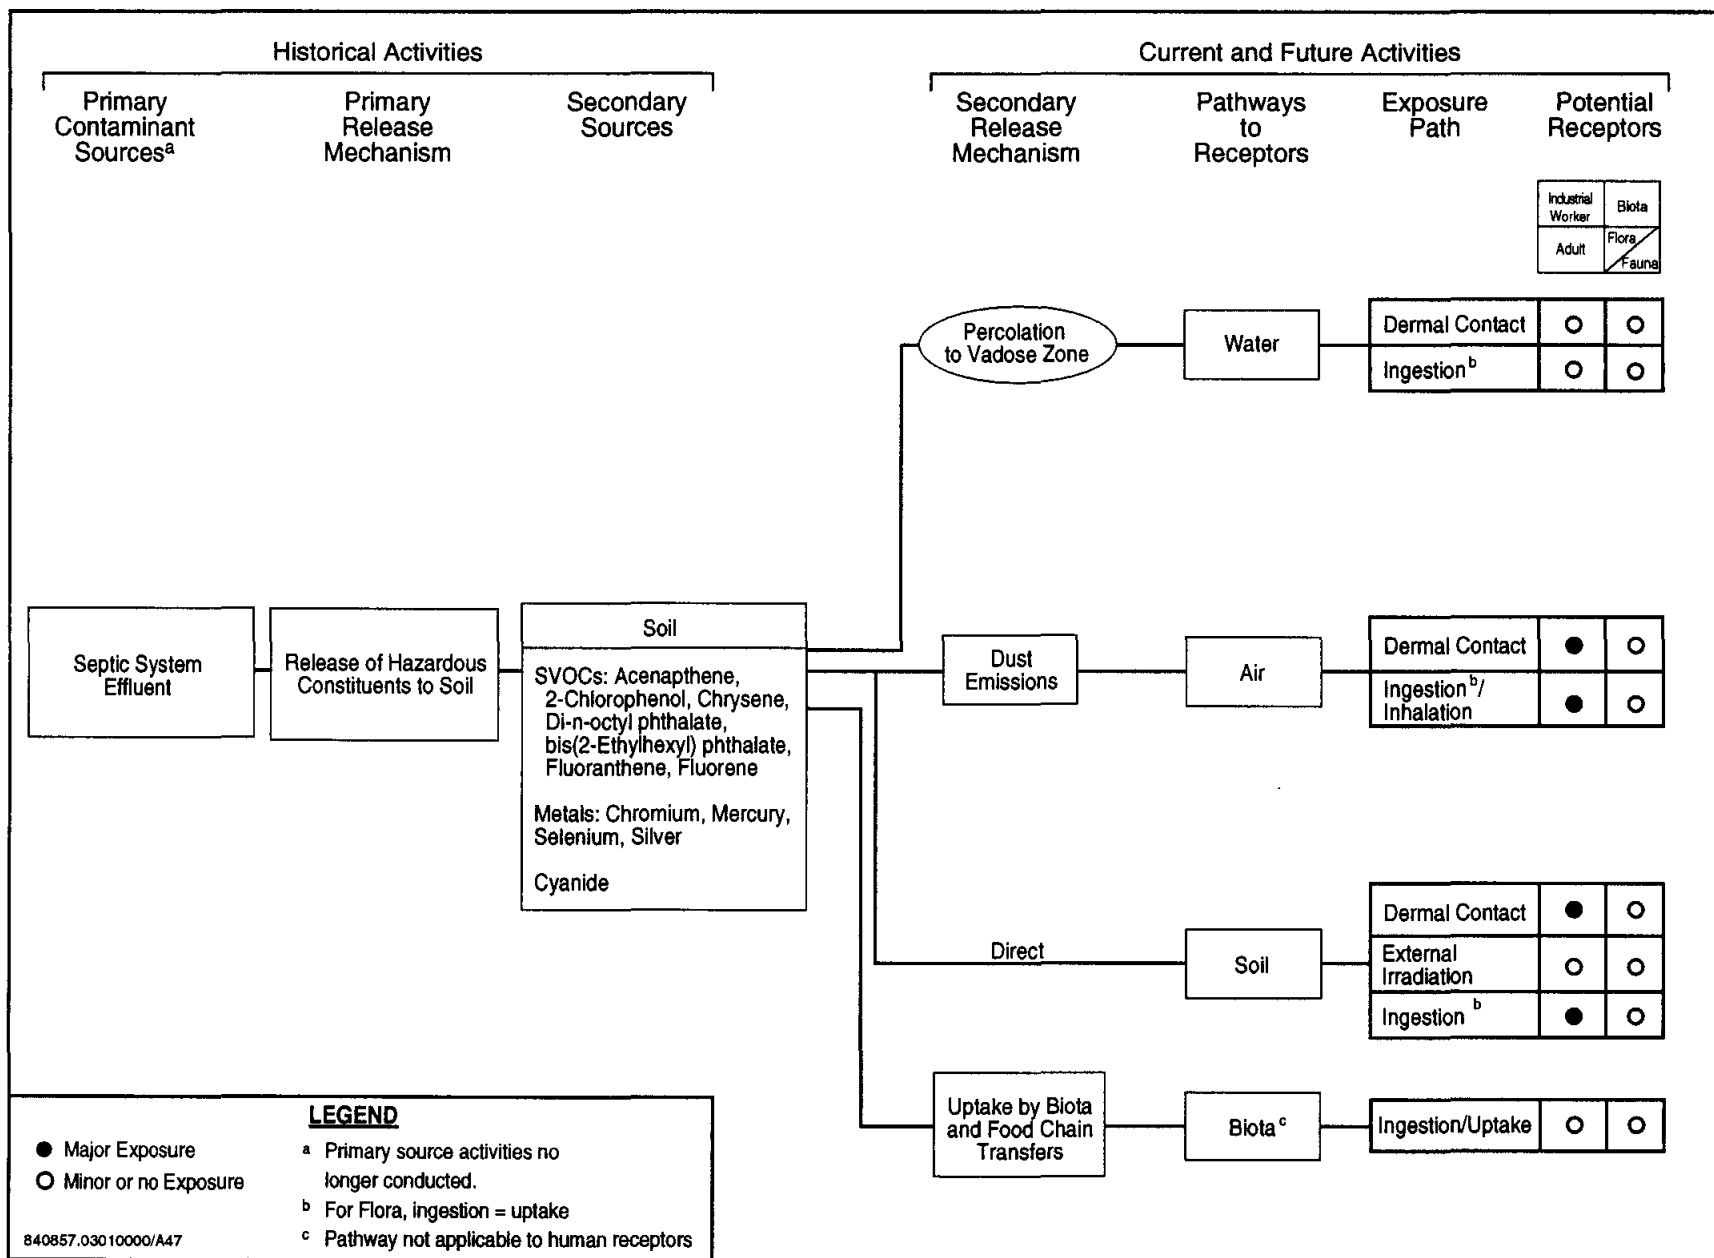 Historical Activities
Current and Future Activities
Primary
Contaminant
Sourcesᵃ
Primary
Release
Mechanism
Secondary
Sources
Secondary
Release
Mechanism
Pathways
to
Receptors
Exposure
Path
Potential
Receptors
Industrial
Worker
Biota
Adult
Flora
Fauna
Percolation
to Vadose Zone
Water
Dermal Contact
Ingestion ᵇ
Septic System
Effluent
Release of Hazardous
Constituents to Soil
Soil
SVOCs: Acenapthene,
2-Chlorophenol, Chrysene,
Di-n-octyl phthalate,
bis(2-Ethylhexyl) phthalate,
Fluoranthene, Fluorene
Metals: Chromium, Mercury,
Selenium, Silver
Cyanide
Dust
Emissions
Air
Dermal Contact
Ingestion ᵇ/
Inhalation
Direct
Soil
Dermal Contact
External
Irradiation
Ingestion ᵇ
Uptake by Biota
and Food Chain
Transfers
Biotaᶜ
Ingestion/Uptake
LEGEND
Major Exposure
Minor or no Exposure
ᵃ Primary source activities no
longer conducted.
ᵇ For Flora, ingestion = uptake
ᶜ Pathway not applicable to human receptors
840857.03010000/A47